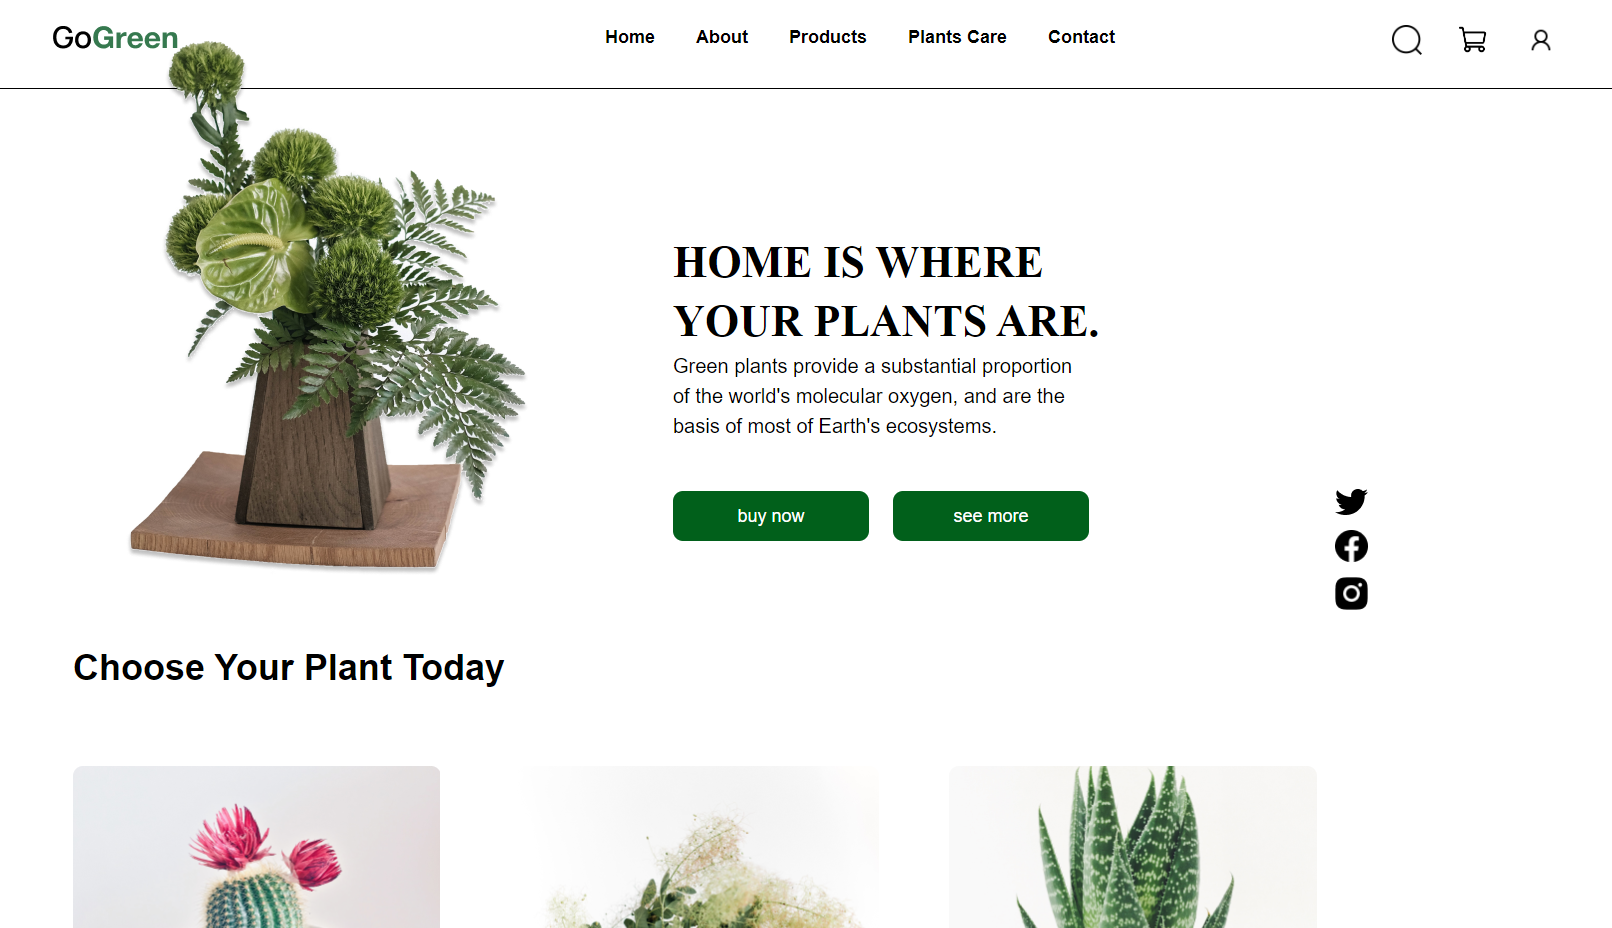 GoGreen
Home
About
Products
Plants Care
Contact
HOME IS WHERE
YOUR PLANTS ARE.
Green plants provide a substantial proportion
of the world's molecular oxygen, and are the
basis of most of Earth's ecosystems.
buy now
see more
Choose Your Plant Today